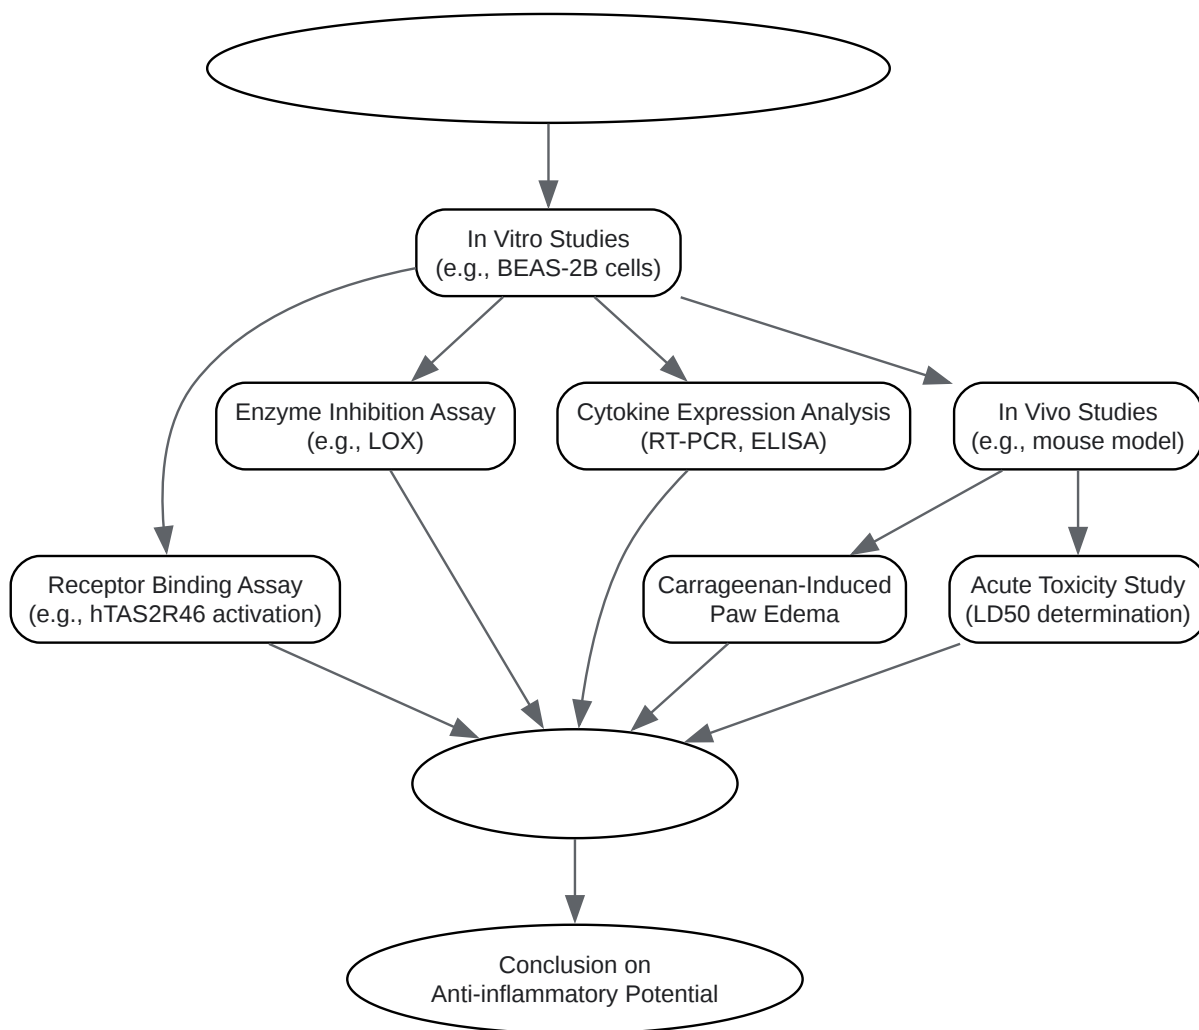 In Vitro Studies
(e.g., BEAS-2B cells)
Enzyme Inhibition Assay
(e.g., LOX)
Cytokine Expression Analysis
(RT-PCR, ELISA)
In Vivo Studies
(e.g., mouse model)
Receptor Binding Assay
(e.g., hTAS2R46 activation)
Carrageenan-Induced
Paw Edema
Acute Toxicity Study
(LD50 determination)
Conclusion on
Anti-inflammatory Potential